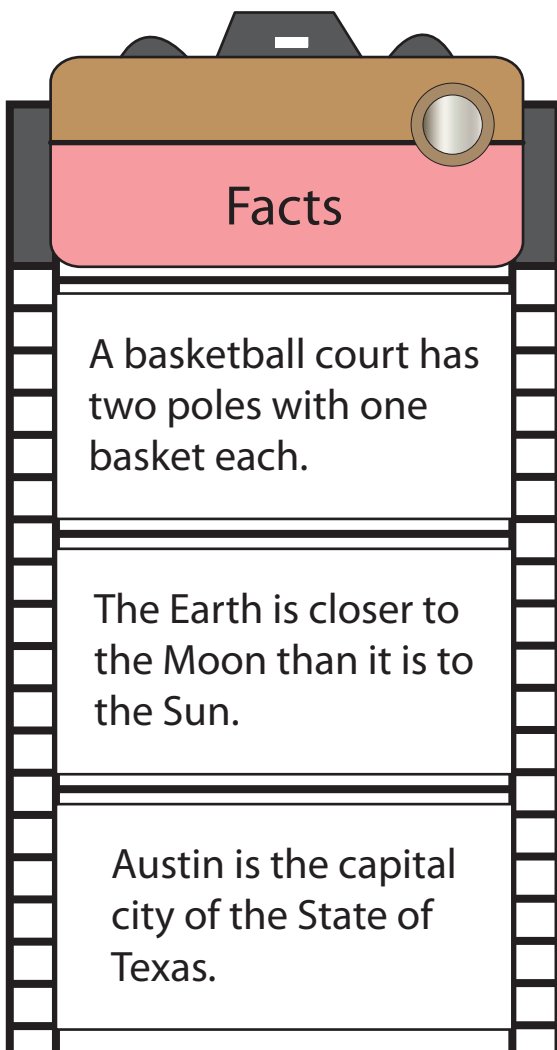 Facts
A basketball court has
two poles with one
basket each.
The Earth is closer to
the Moon than it is to
the Sun.
Austin is the capital
city of the State of
Texas.